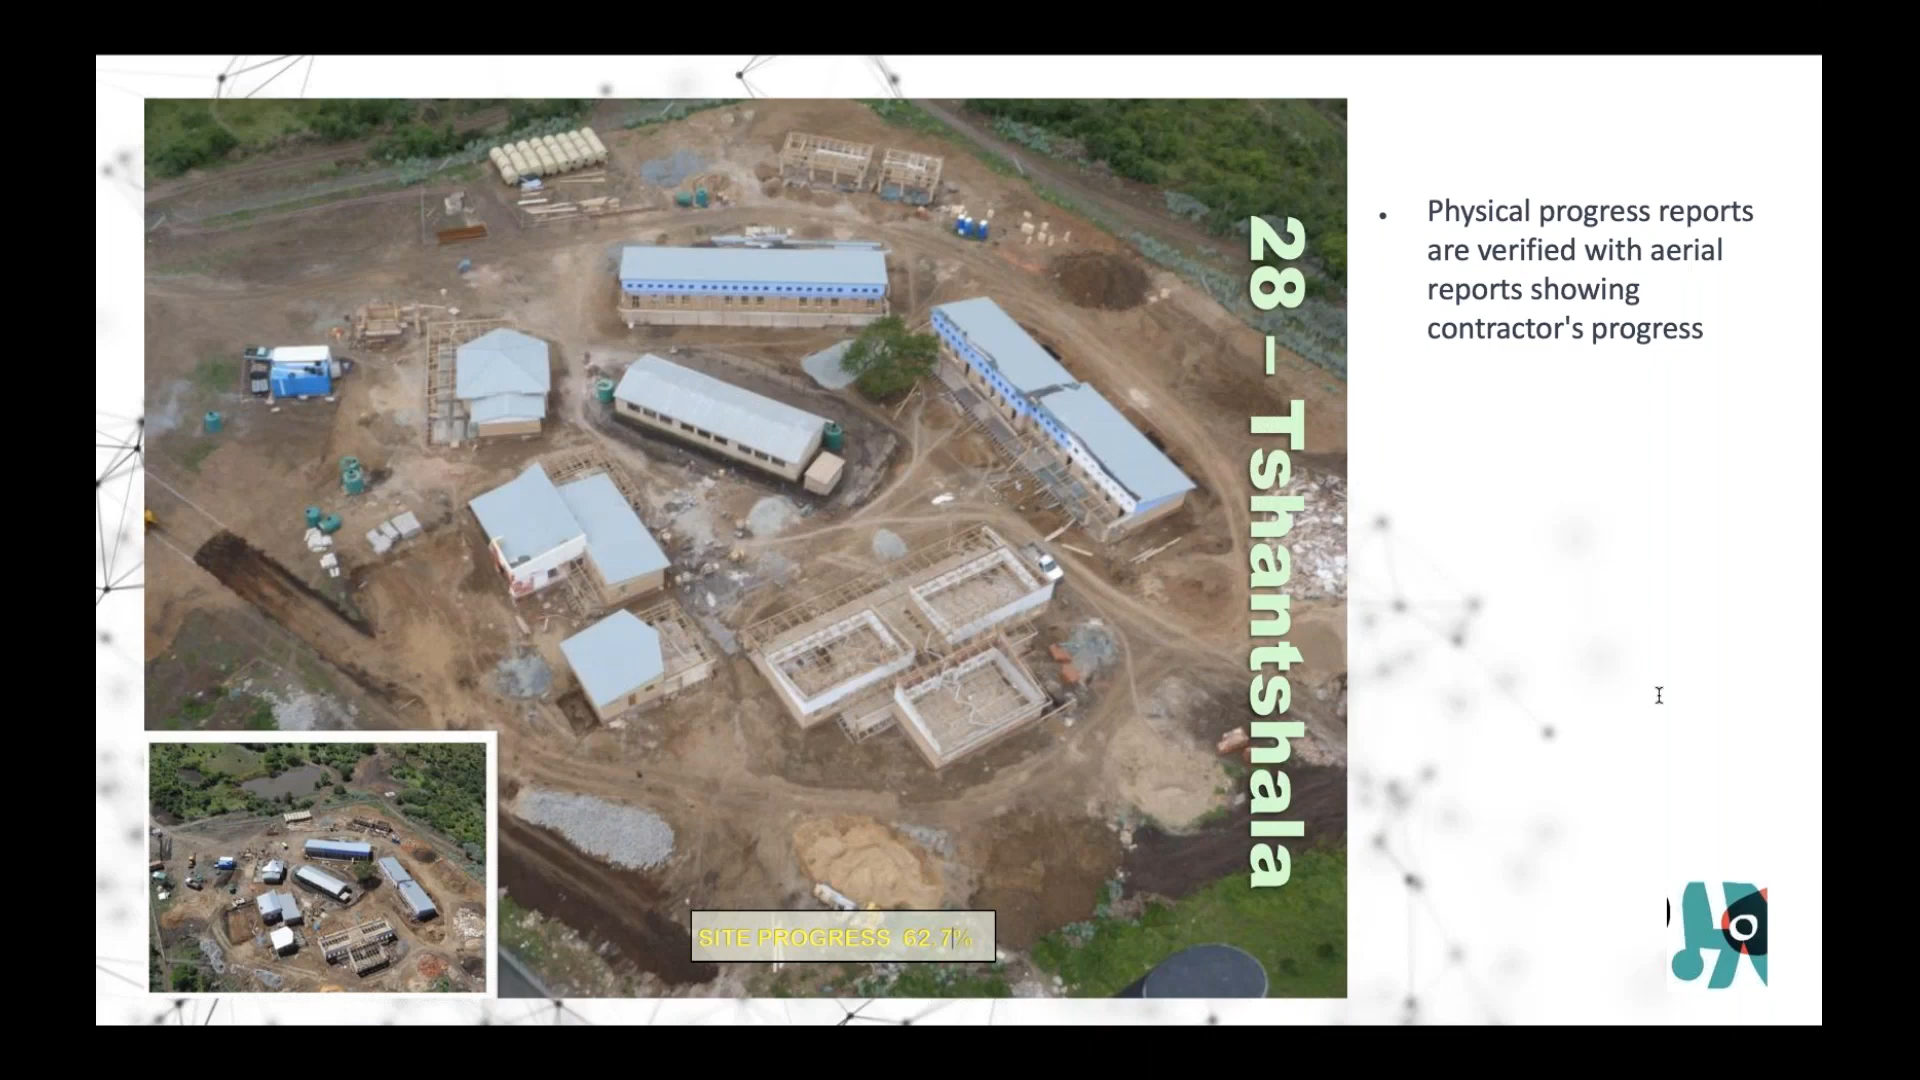 28 – Tshantshala
Physical progress reports
are verified with aerial
reports showing
contractor's progress
SITE PROGRESS 62.7%